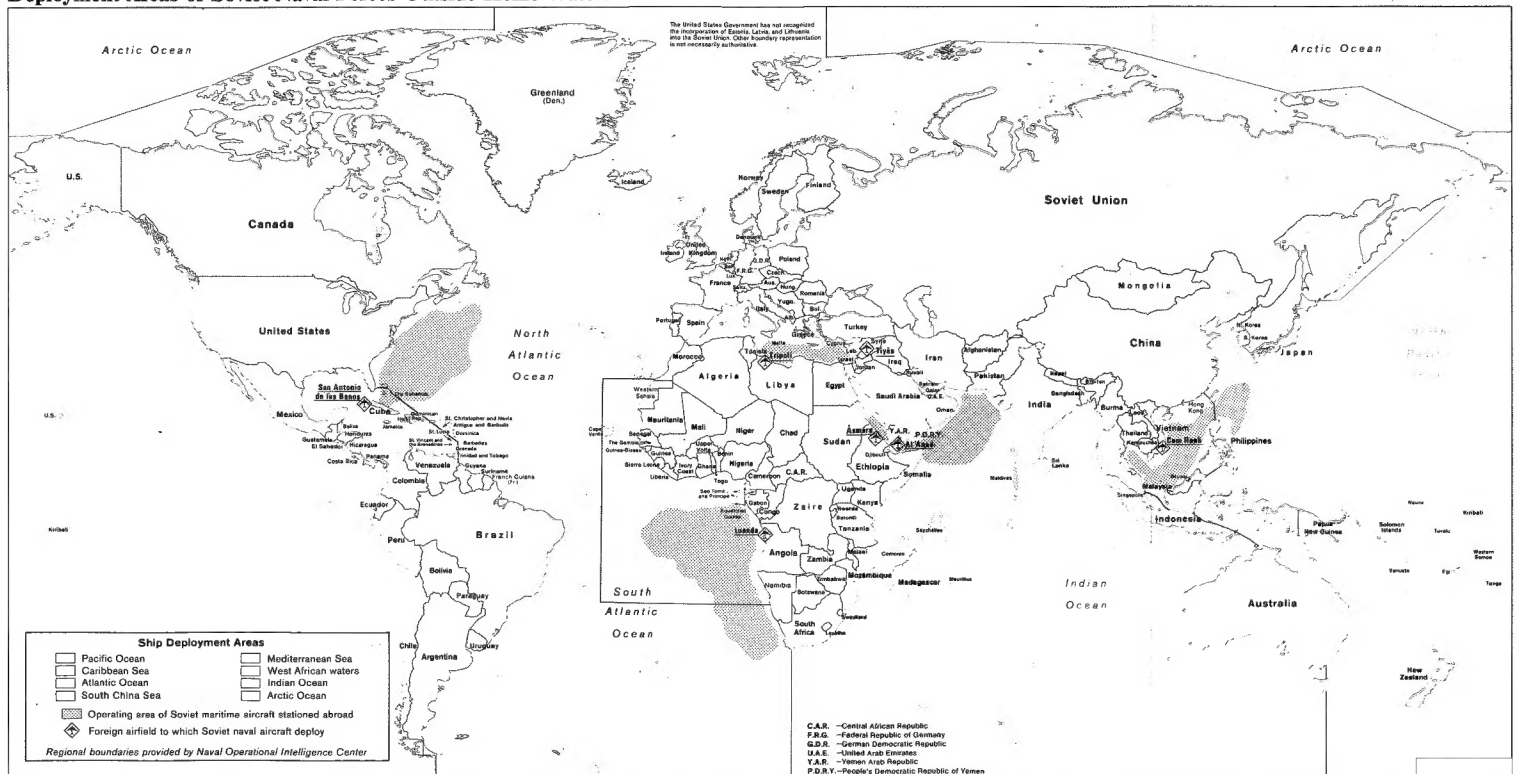 Arctic Ocean
The United States Government has not recognized
the incorporation of Estonia, Latvia, and Lithuania
into the Soviet Union. Other boundary representation
is not necessarily authoritative.
Arctic Ocean
Greenland
(Den.)
U.S.
Iceland
Norway
Sweden
Finland
Soviet Union
Canada
Denmark
Ireland
United
Kingdom
G.D.R.
Poland
F.R.G.
Czech.
Lux.
France
Switz.
Aus.
Hung.
Romania
Mongolia
Italy
Yugo.
Bul.
Alb.
United States
North
Atlantic
Ocean
Portugal
Spain
Greece
Turkey
N. Korea
S. Korea
Japan
China
Malta
Cyprus
Syria
Leb.
Tiyas
Israel
Iraq
Iran
Afghanistan
Jordan
Kuwait
Morocco
Tunisia
Tripoli
Algeria
Libya
Egypt
Pakistan
Nepal
Bhutan
Bahrain
Qatar
U.A.E.
Bangladesh
San Antonio
de los Banos
The Bahamas
Western
Sahara
Saudi Arabia
Oman
India
Burma
Laos
Hong
Kong
U.S.
Mexico
Cuba
Dominican
Haiti
St. Christopher and Nevis
Antigua and Barbuda
Belize
Jamaica
Honduras
Dominica
St. Lucia
Guatemala
El Salvador
Nicaragua
St. Vincent and
the Grenadines
Barbados
Grenada
Trinidad and Tobago
Costa Rica
Panama
Cape
Verde
Mauritania
Mali
Niger
Chad
Sudan
Asmara
Y.A.R.
P.D.R.Y.
Al Anad
Vietnam
Thailand
Kampuchea
Cam Ranh
Philippines
Senegal
The Gambia
Guinea-Bissau
Guinea
Upper
Volta
Benin
Djibouti
Sierra Leone
Liberia
Ivory
Coast
Ghana
Togo
Nigeria
Cameroon
C.A.R.
Ethiopia
Somalia
Sri
Lanka
Maldives
Venezuela
Guyana
Suriname
French Guiana
(Fr.)
Colombia
Malaysia
Brunei
Singapore
Sao Tome
and Principe
Equatorial
Guinea
Gabon
Congo
Zaire
Uganda
Kenya
Rwanda
Burundi
Tanzania
Seychelles
Ecuador
Indonesia
Nauru
Kiribati
Kiribati
Peru
Brazil
Luanda
Angola
Papua
New Guinea
Solomon
Islands
Tuvalu
Malawi
Comoros
Zambia
Western
Samoa
Bolivia
Namibia
Zimbabwe
Mozambique
Madagascar
Mauritius
Vanuatu
Fiji
Tonga
Paraguay
South
Atlantic
Ocean
Botswana
Indian
Ocean
Australia
South
Africa
Swaziland
Lesotho
Chile
Argentina
Uruguay
New
Zealand
Ship Deployment Areas
Pacific Ocean
Mediterranean Sea
Caribbean Sea
West African waters
Atlantic Ocean
Indian Ocean
South China Sea
Arctic Ocean
Operating area of Soviet maritime aircraft stationed abroad
Foreign airfield to which Soviet naval aircraft deploy
Regional boundaries provided by Naval Operational Intelligence Center
C.A.R. —Central African Republic
F.R.G. —Federal Republic of Germany
G.D.R. —German Democratic Republic
U.A.E. —United Arab Emirates
Y.A.R. —Yemen Arab Republic
P.D.R.Y.—People's Democratic Republic of Yemen